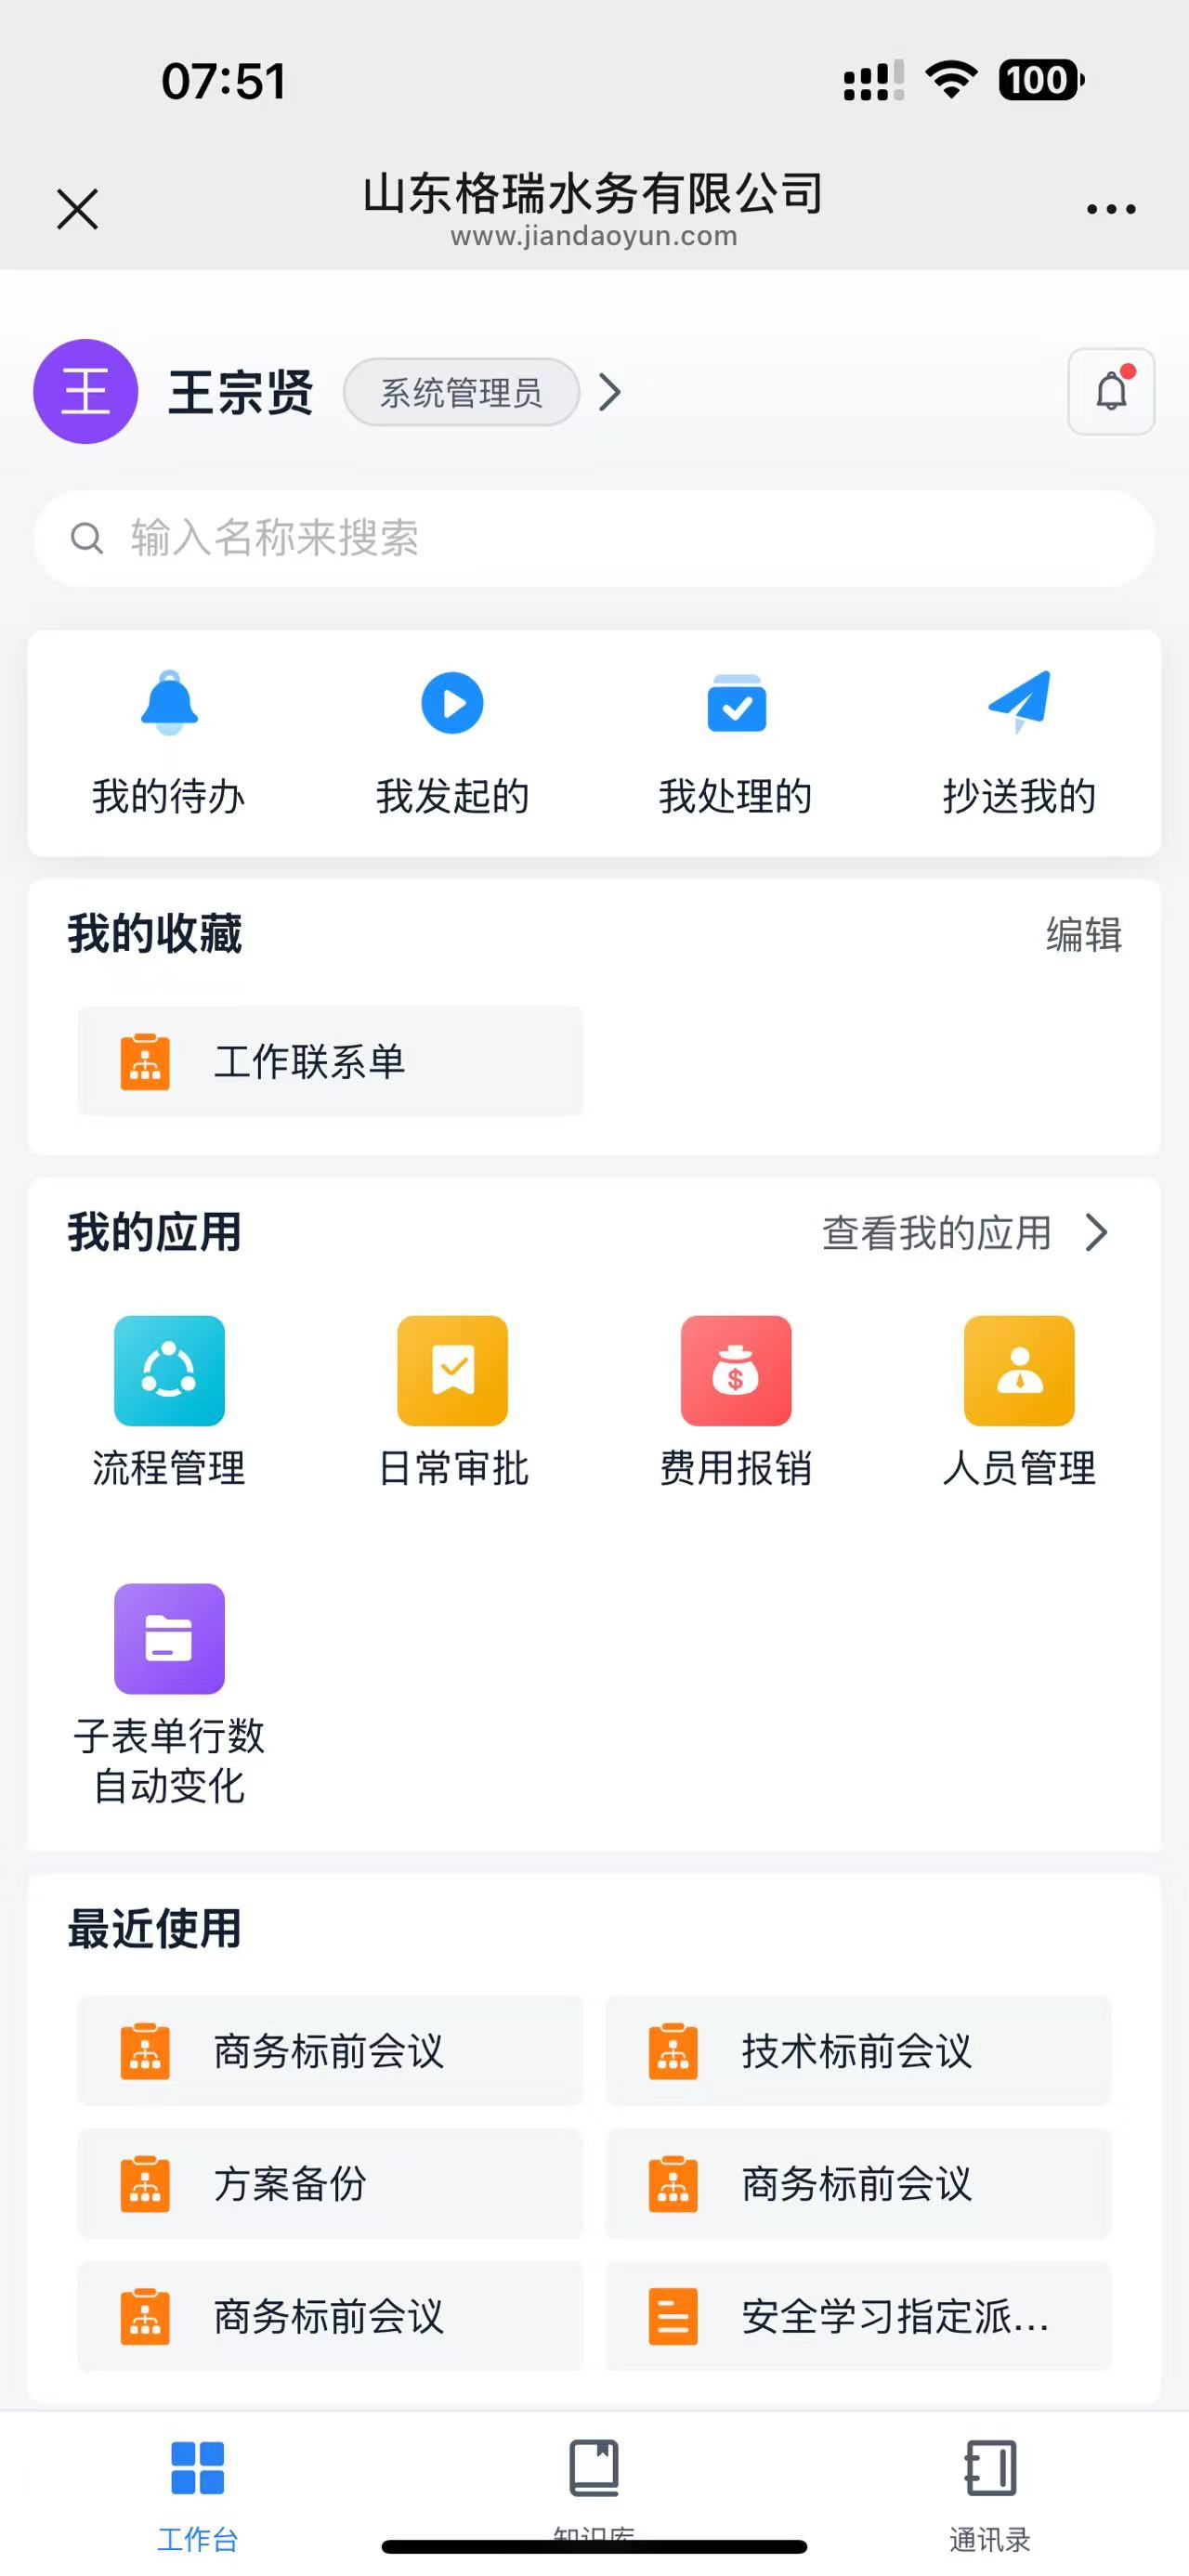 07:51
100
山东格瑞水务有限公司
www.jiandaoyun.com
王
王宗贤
系统管理员
输入名称来搜索
我的待办
我发起的
我处理的
抄送我的
我的收藏
编辑
工作联系单
我的应用
查看我的应用
流程管理
日常审批
费用报销
人员管理
子表单行数
自动变化
最近使用
商务标前会议
技术标前会议
方案备份
商务标前会议
商务标前会议
安全学习指定派...
工作台
知识库
通讯录